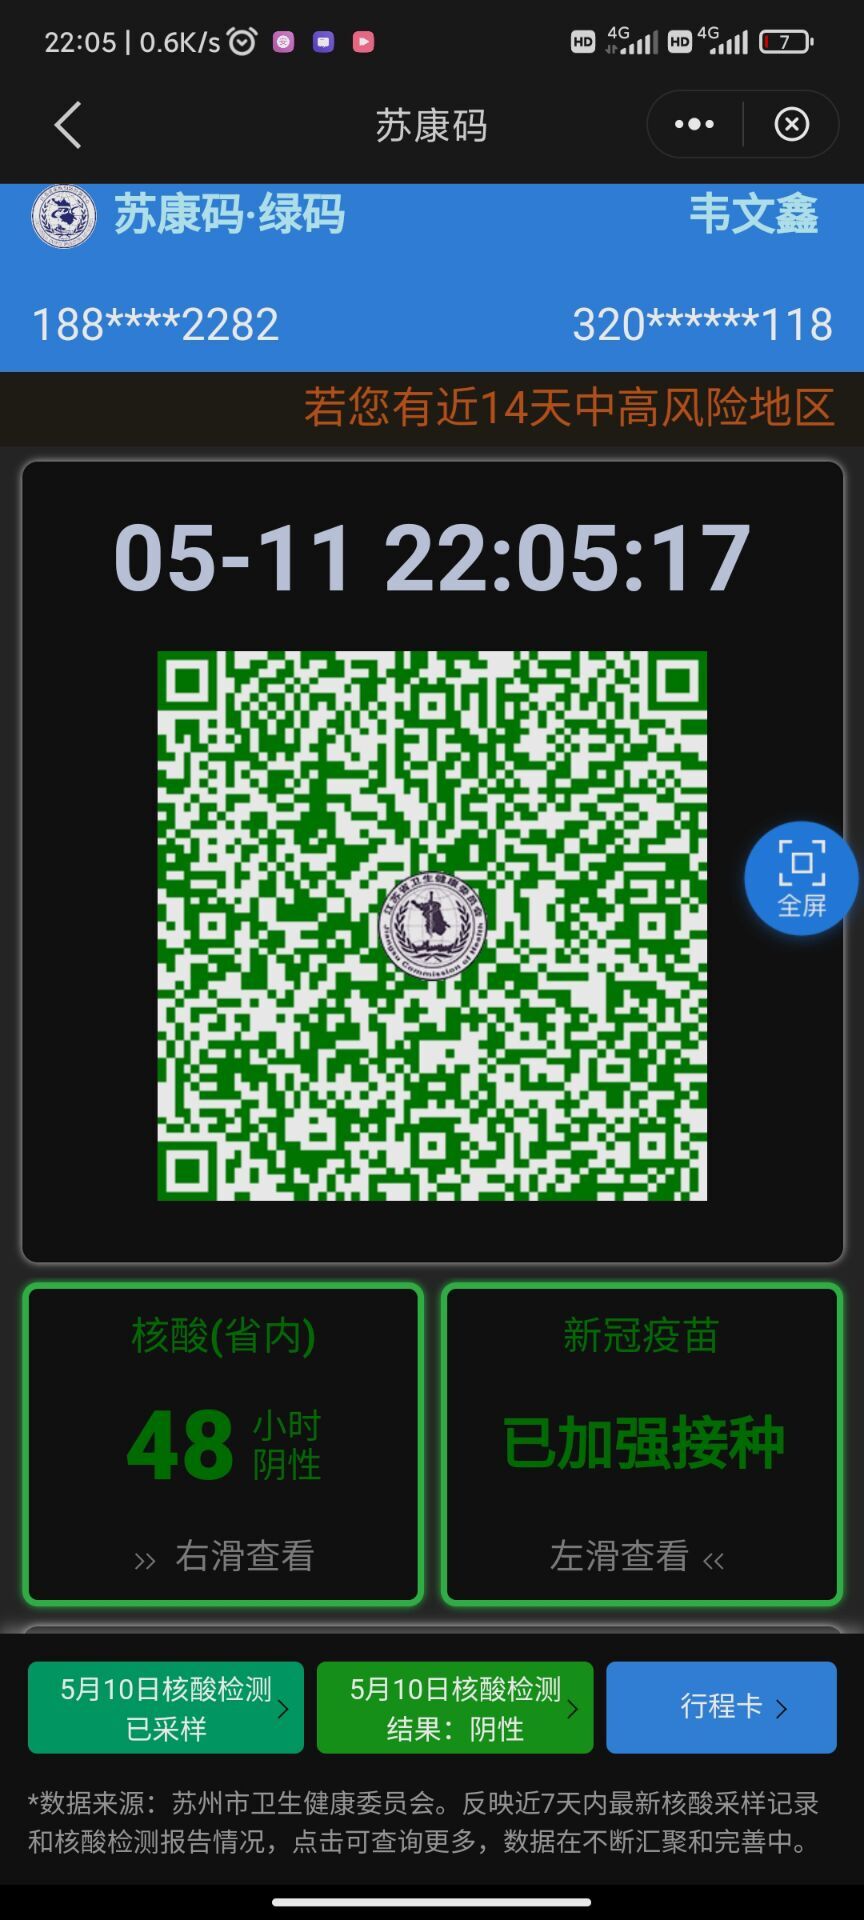 22:05 | 0.6K/s
HD 4G HD 4G 7
苏康码
苏康码·绿码 韦文鑫
188****2282 320******118
若您有近14天中高风险地区
05-11 22:05:17
江苏省卫生健康委员会
Jiangsu Commission of Health
全屏
核酸(省内)
48 小时
阴性
>> 右滑查看
新冠疫苗
已加强接种
左滑查看 <<
5月10日核酸检测
已采样
5月10日核酸检测
结果：阴性
行程卡
*数据来源：苏州市卫生健康委员会。反映近7天内最新核酸采样记录
和核酸检测报告情况，点击可查询更多，数据在不断汇聚和完善中。